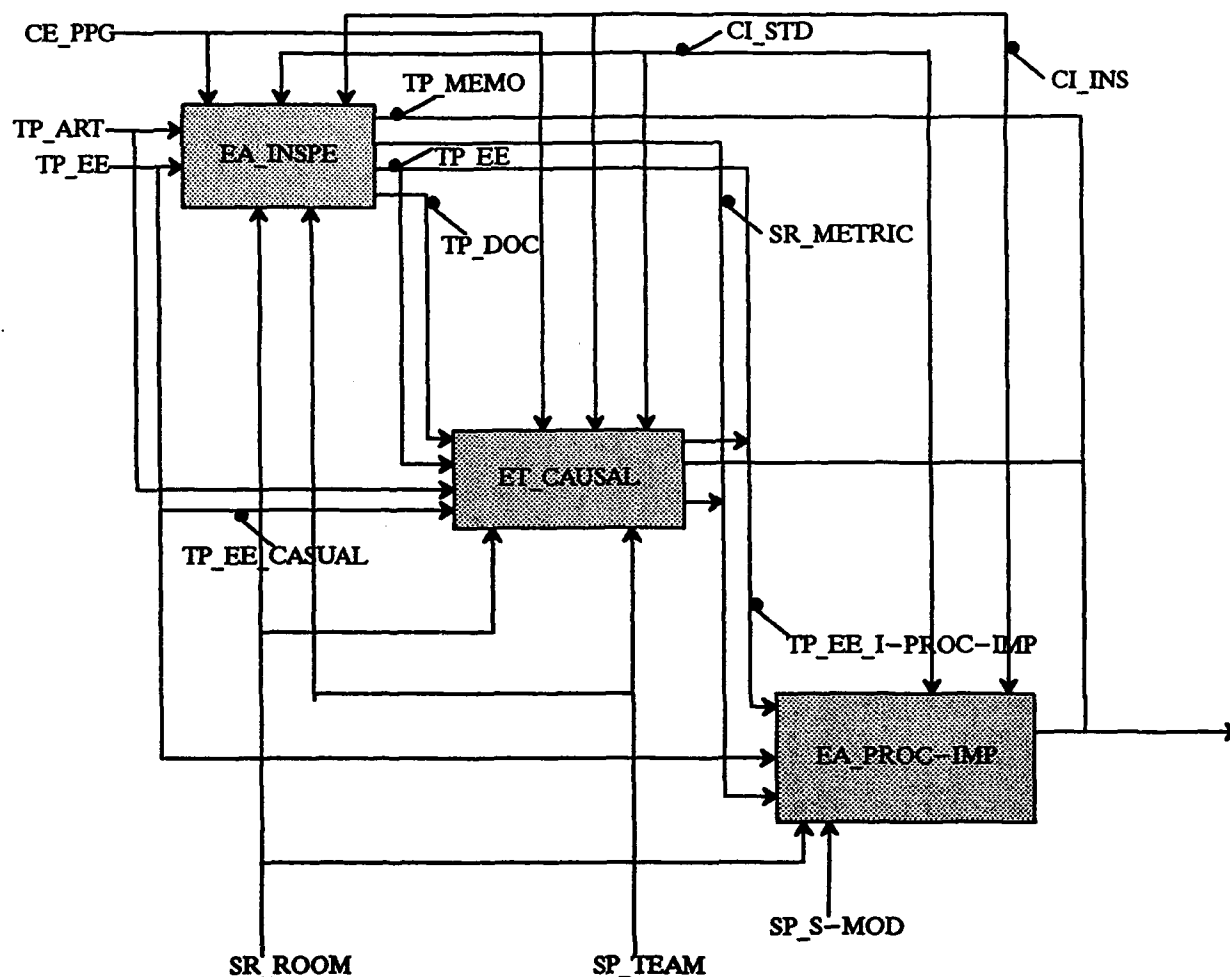 CE_PPG
CI_STD
CI_INS
TP_MEMO
TP_ART
EA_INSPE
TP_EE
TP_EE
TP_DOC
SR_METRIC
ET_CAUSAL
TP_EE_CASUAL
TP_EE_I-PROC-IMP
EA_PROC-IMP
SP_S-MOD
SR_ROOM
SP_TEAM